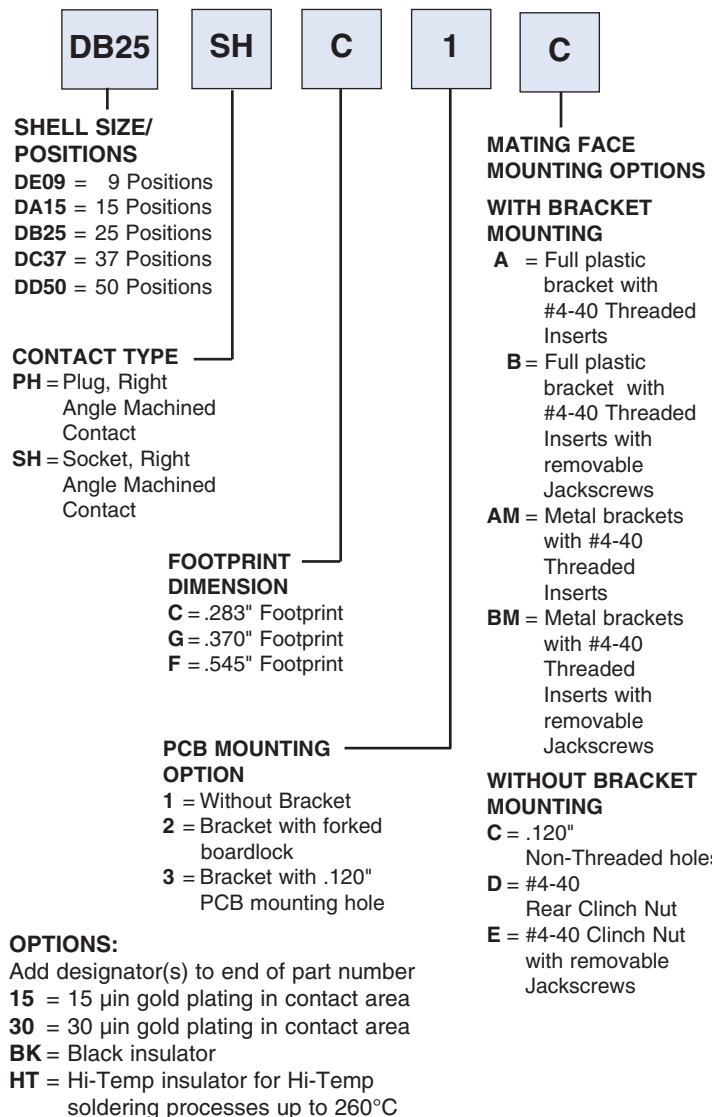 DB25 SH C 1 C
SHELL SIZE/
POSITIONS
DE09 = 9 Positions
DA15 = 15 Positions
DB25 = 25 Positions
DC37 = 37 Positions
DD50 = 50 Positions
CONTACT TYPE
PH = Plug, Right
Angle Machined
Contact
SH = Socket, Right
Angle Machined
Contact
FOOTPRINT
DIMENSION
C = .283" Footprint
G = .370" Footprint
F = .545" Footprint
PCB MOUNTING
OPTION
1 = Without Bracket
2 = Bracket with forked
boardlock
3 = Bracket with .120"
PCB mounting hole
MATING FACE
MOUNTING OPTIONS
WITH BRACKET
MOUNTING
A = Full plastic
bracket with
#4-40 Threaded
Inserts
B = Full plastic
bracket with
#4-40 Threaded
Inserts with
removable
Jackscrews
AM = Metal brackets
with #4-40
Threaded
Inserts
BM = Metal brackets
with #4-40
Threaded
Inserts with
removable
Jackscrews
WITHOUT BRACKET
MOUNTING
C = .120"
Non-Threaded holes
D = #4-40
Rear Clinch Nut
E = #4-40 Clinch Nut
with removable
Jackscrews
OPTIONS:
Add designator(s) to end of part number
15 = 15 µin gold plating in contact area
30 = 30 µin gold plating in contact area
BK = Black insulator
HT = Hi-Temp insulator for Hi-Temp
soldering processes up to 260°C